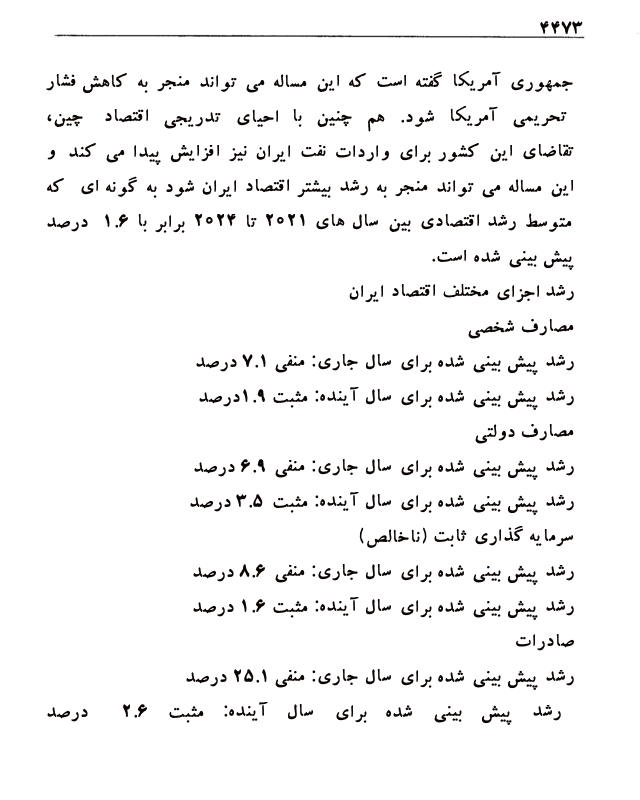 ۴۴۷۳
جمهوری آمریکا گفته است که این مساله می تواند منجر به کاهش فشار
تحریمی آمریکا شود. هم چنین با احیای تدریجی اقتصاد چین،
تقاضای این کشور برای واردات نفت ایران نیز افزایش پیدا می کند و
این مساله می تواند منجر به رشد بیشتر اقتصاد ایران شود به گونه ای که
متوسط رشد اقتصادی بین سال های ۲۰۲۱ تا ۲۰۲۴ برابر با ۱.۶ درصد
پیش بینی شده است.
رشد اجزای مختلف اقتصاد ایران
مصارف شخصی
رشد پیش بینی شده برای سال جاری: منفی ۷.۱ درصد
رشد پیش بینی شده برای سال آینده: مثبت ۱.۹درصد
مصارف دولتی
رشد پیش بینی شده برای سال جاری: منفی ۶.۹ درصد
رشد پیش بینی شده برای سال آینده: مثبت ۳.۵ درصد
سرمایه گذاری ثابت (ناخالص)
رشد پیش بینی شده برای سال جاری: منفی ۸.۶ درصد
رشد پیش بینی شده برای سال آینده: مثبت ۱.۶ درصد
صادرات
رشد پیش بینی شده برای سال جاری: منفی ۲۵.۱ درصد
رشد پیش بینی شده برای سال آینده: مثبت ۲.۶ درصد